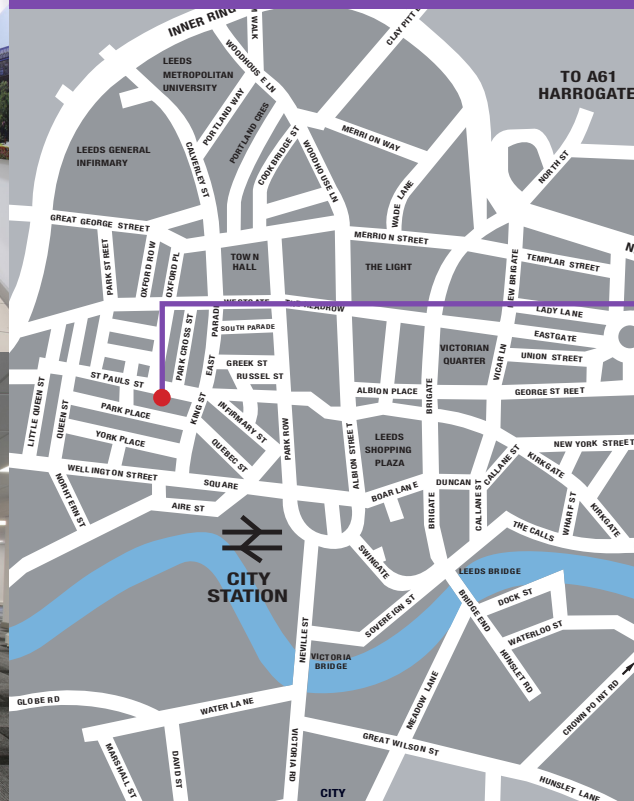 INNER RING
N WALK
CLAY PITT
WOODHOUSE LN
LEEDS
METROPOLITAN
UNIVERSITY
TO A61
HARROGATE
PORTLAND WAY
PORTLAND CRES
COOKBRIDGE ST
WOODHOUSE LN
MERRION WAY
LEEDS GENERAL
INFIRMARY
CALVERLEY ST
WADE LANE
NORTH ST
GREAT GEORGE STREET
MERRION STREET
PARK STREET
OXFORD ROW
OXFORD PL
TOWN
HALL
THE LIGHT
NEW BRIGATE
TEMPLAR STREET
N
WESTGATE
THE HEADROW
LADY LANE
PARK CROSS ST
EAST PARADE
SOUTH PARADE
EASTGATE
VICTORIAN
QUARTER
VICAR LN
UNION STREET
GREEK ST
RUSSEL ST
ST PAULS ST
ALBION PLACE
BRIGATE
GEORGE STREET
LITTLE QUEEN ST
QUEEN ST
PARK PLACE
KING ST
INFIRMARY ST
PARK ROW
ALBION STREET
YORK PLACE
QUEBEC ST
LEEDS
SHOPPING
PLAZA
NEW YORK STREET
CALLANE ST
KIRKGATE
WELLINGTON STREET
SQUARE
BOAR LANE
DUNCAN
NORHTERN ST
AIRE ST
BRIGATE
CALLANE ST
WHARF ST
KIRKGATE
THE CALLS
CITY
STATION
SWINGATE
LEEDS BRIDGE
SOVEREIGN ST
BRIDGE END
DOCK ST
WATERLOO ST
NEVILLE ST
VICTORIA
BRIDGE
HUNSLET RD
GLOBE RD
WATER LANE
MEADOW LANE
CROWN PO INT RD
MARSHALL ST
DAVID ST
VICTORIA RD
GREAT WILSON ST
HUNSLET LANE
CITY